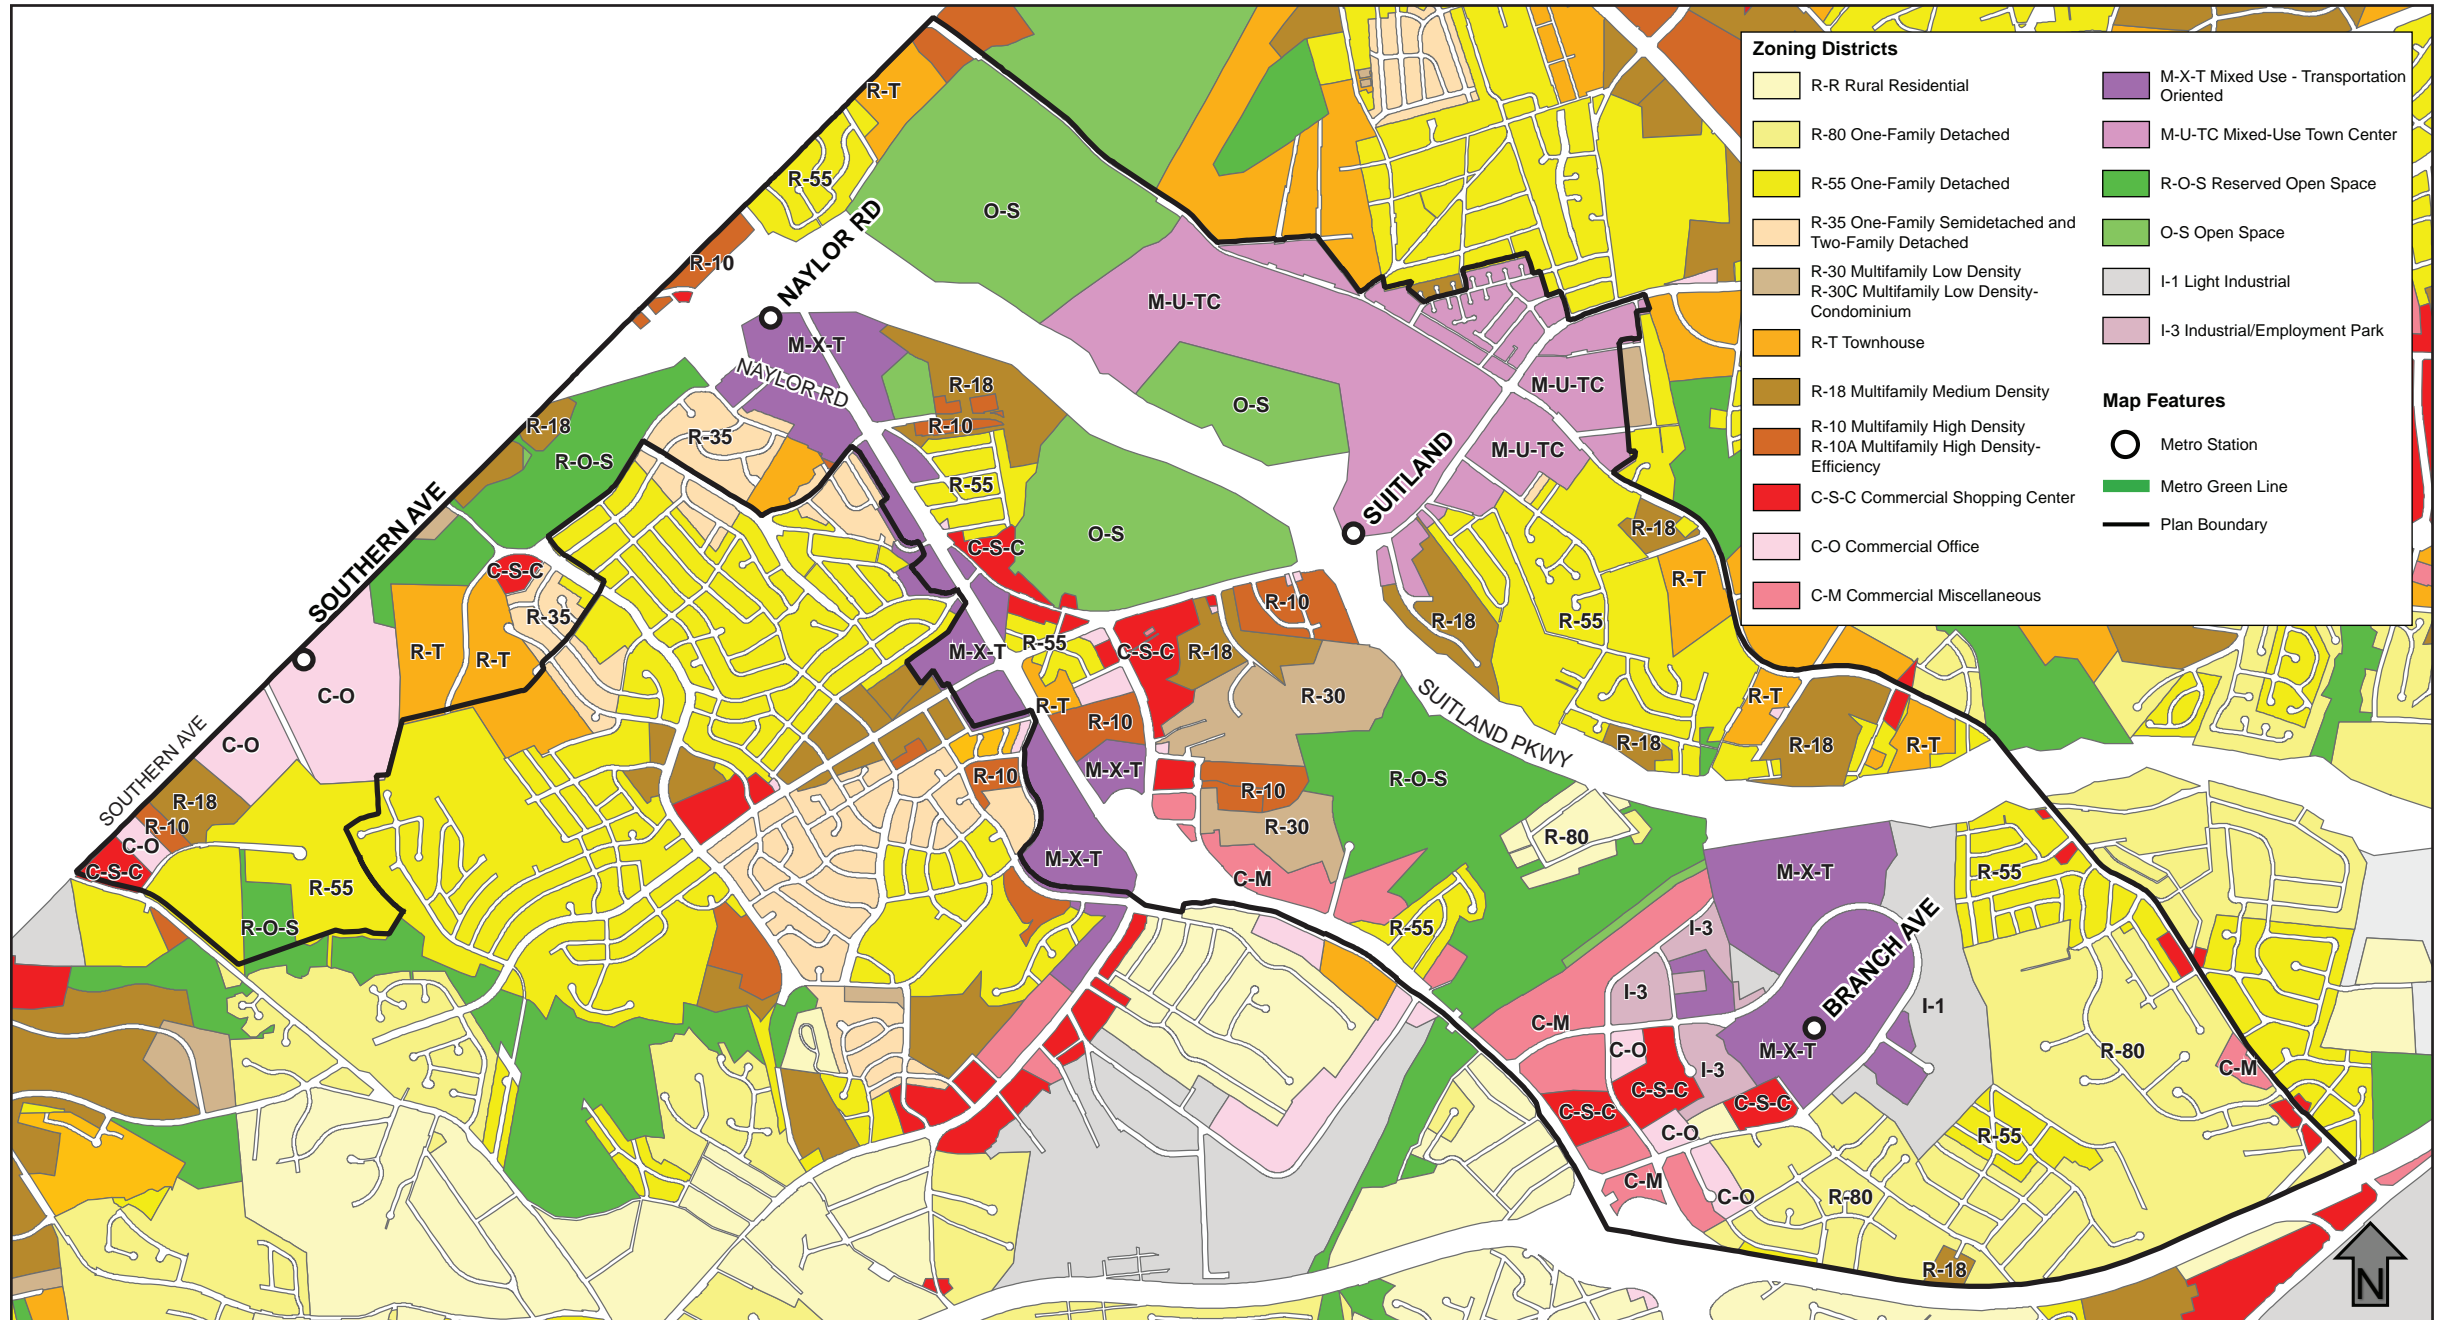 Zoning Districts
R-R Rural Residential
R-80 One-Family Detached
R-55 One-Family Detached
R-35 One-Family Semidetached and
Two-Family Detached
R-30 Multifamily Low Density
R-30C Multifamily Low Density-
Condominium
R-T Townhouse
R-18 Multifamily Medium Density
R-10 Multifamily High Density
R-10A Multifamily High Density-
Efficiency
C-S-C Commercial Shopping Center
C-O Commercial Office
C-M Commercial Miscellaneous
M-X-T Mixed Use - Transportation
Oriented
M-U-TC Mixed-Use Town Center
R-O-S Reserved Open Space
O-S Open Space
I-1 Light Industrial
I-3 Industrial/Employment Park
Map Features
Metro Station
Metro Green Line
Plan Boundary
R-T
R-55
O-S
NAYLOR RD
R-10
M-U-TC
M-X-T
NAYLOR RD
R-18
M-U-TC
O-S
R-18
R-10
R-35
R-O-S
M-U-TC
SUITLAND
R-55
SOUTHERN AVE
R-18
O-S
C-S-C
C-S-C
R-T
R-10
R-35
R-18
R-55
R-55
M-X-T
C-S-C
R-18
R-T
R-T
C-O
R-30
R-T
R-T
R-10
SUITLAND PKWY
C-O
SOUTHERN AVE
R-18
R-18
R-T
M-X-T
R-10
R-O-S
R-10
R-18
R-10
R-30
R-80
C-O
M-X-T
C-S-C
R-55
C-M
M-X-T
R-55
R-O-S
R-55
I-3
BRANCH AVE
I-3
I-1
C-M
C-O
M-X-T
R-80
I-3
C-M
C-S-C
C-S-C
C-S-C
C-O
R-55
C-M
C-O
R-80
R-18
N